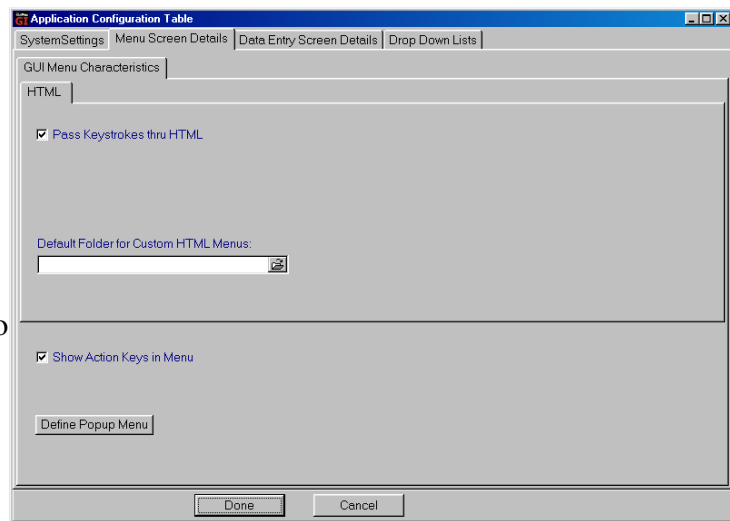 GI Application Configuration Table
SystemSettings Menu Screen Details Data Entry Screen Details Drop Down Lists
GUI Menu Characteristics
HTML
Pass Keystrokes thru HTML
Default Folder for Custom HTML Menus:
o
Show Action Keys in Menu
Define Popup Menu
Done Cancel